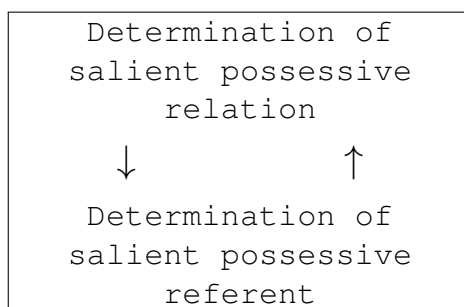 Determination of
salient possessive
relation
↓ ↑
Determination of
salient possessive
referent